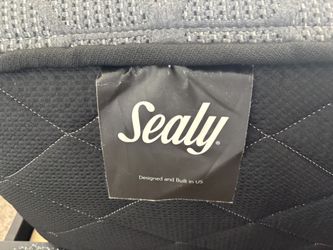 Sealy®
Designed and Built in US